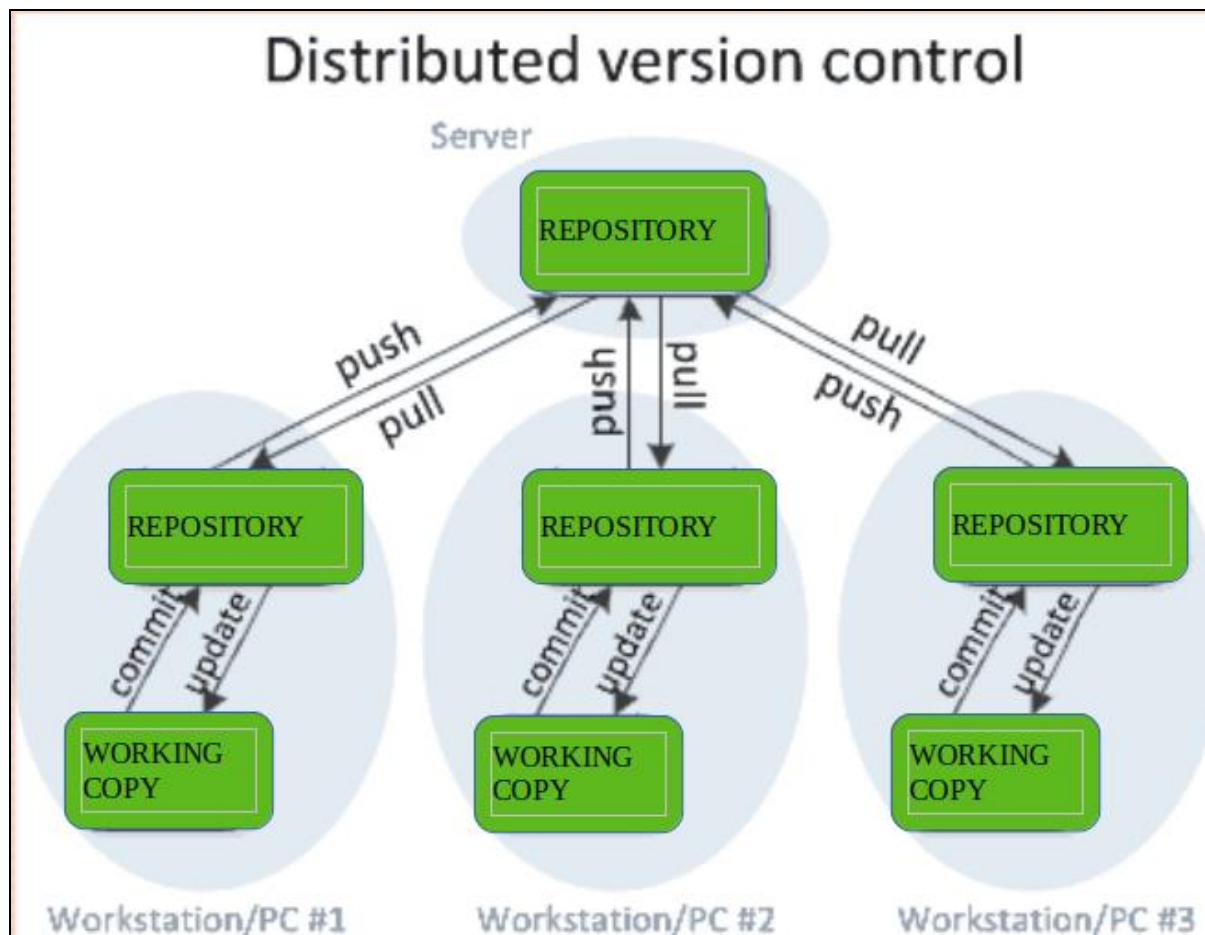 Distributed version control
Server
REPOSITORY
push
pull
push
pull
pull
push
REPOSITORY
REPOSITORY
REPOSITORY
commit
update
commit
update
commit
update
WORKING
COPY
WORKING
COPY
WORKING
COPY
Workstation/PC #1
Workstation/PC #2
Workstation/PC #3